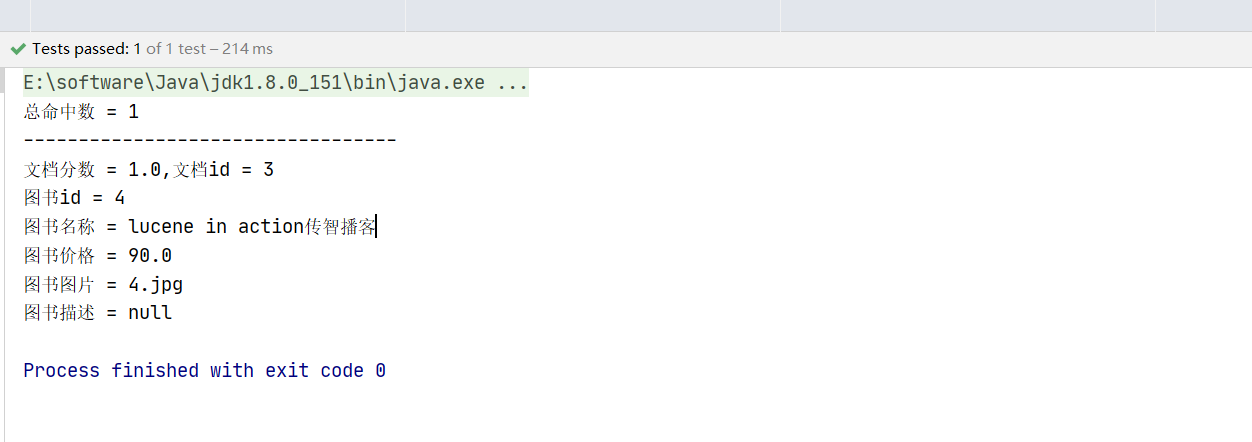 Tests passed: 1 of 1 test – 214 ms
E:\software\Java\jdk1.8.0_151\bin\java.exe ...
总命中数 = 1
----------------------------------
文档分数 = 1.0,文档id = 3
图书id = 4
图书名称 = lucene in action传智播客
图书价格 = 90.0
图书图片 = 4.jpg
图书描述 = null
Process finished with exit code 0